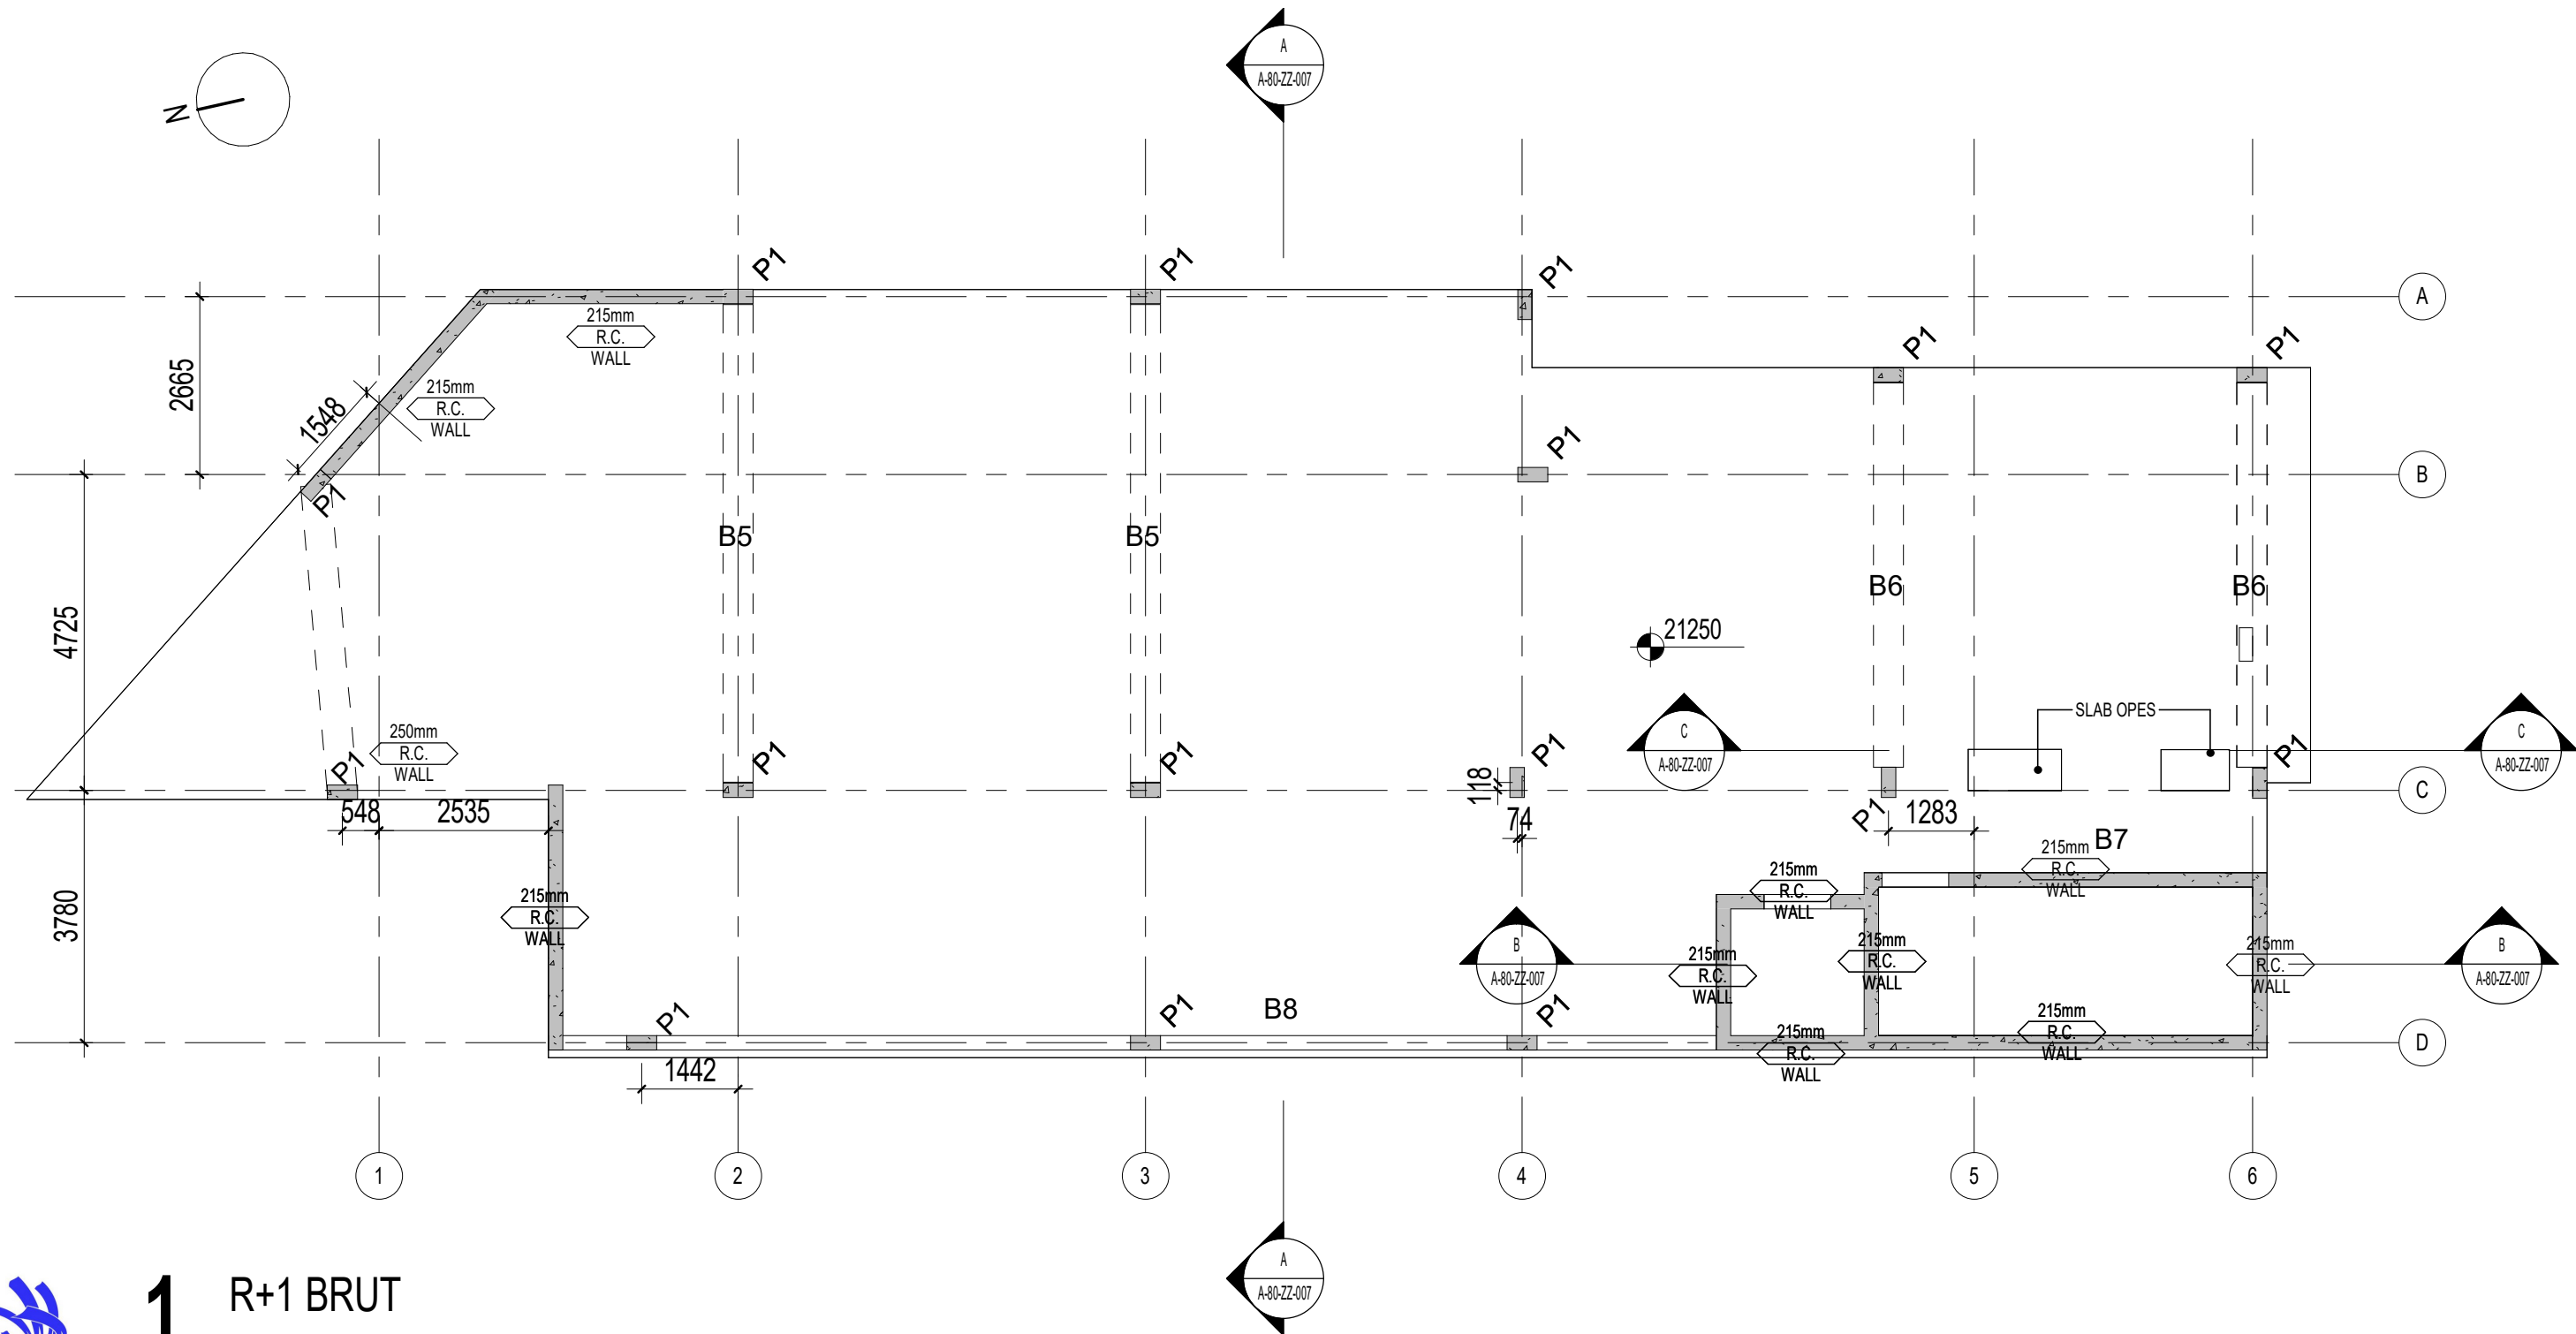 A
A-80-ZZ-007
N
P1
P1
P1
A
215mm
R.C.
WALL
P1
P1
2665
1548
215mm
R.C.
WALL
P1
B
P1
B5
B5
B6
B6
4725
21250
SLAB OPES
250mm
R.C.
WALL
P1
P1
P1
P1
C
A-80-ZZ-007
P1
C
A-80-ZZ-007
118
C
548
2535
74
P1
1283
B7
215mm
R.C.
WALL
215mm
R.C.
WALL
3780
215mm
R.C.
WALL
B
A-80-ZZ-007
215mm
R.C.
WALL
215mm
R.C.
WALL
215mm
R.C.
WALL
B
A-80-ZZ-007
P1
P1
B8
P1
215mm
R.C.
WALL
215mm
R.C.
WALL
D
1442
1
2
3
4
5
6
A
A-80-ZZ-007
1
R+1 BRUT